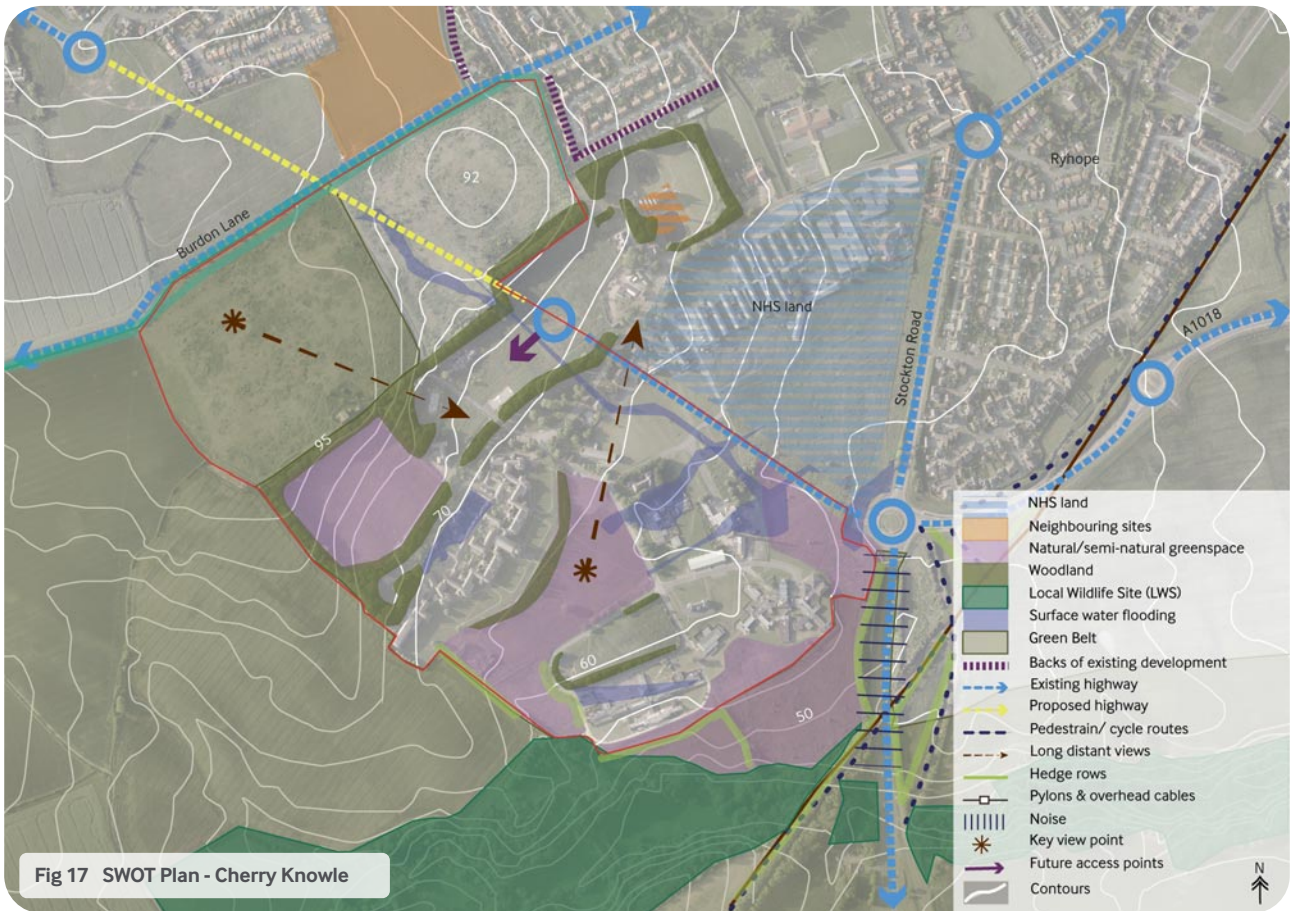 92
Burdon Lane
Ryhope
NHS land
Stockton Road
A1018
95
70
60
50
NHS land
Neighbouring sites
Natural/semi-natural greenspace
Woodland
Local Wildlife Site (LWS)
Surface water flooding
Green Belt
Backs of existing development
Existing highway
Proposed highway
Pedestrain/ cycle routes
Long distant views
Hedge rows
Pylons & overhead cables
Noise
Key view point
Future access points
Contours
N
Fig 17 SWOT Plan - Cherry Knowle